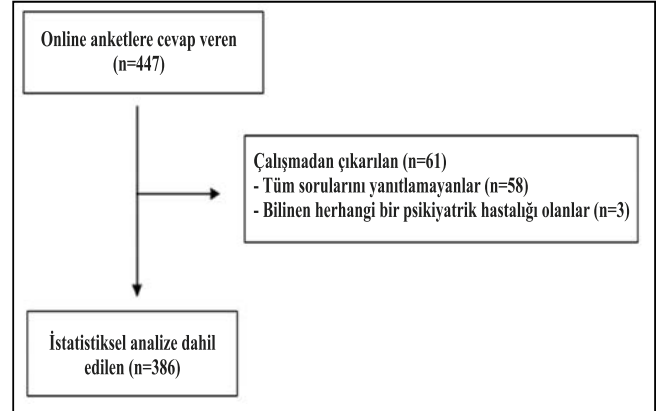 Online anketlere cevap veren
(n=447)
Çalışmadan çıkarılan (n=61)
- Tüm sorularını yanıtlamayanlar (n=58)
- Bilinen herhangi bir psikiyatrik hastalığı olanlar (n=3)
İstatistiksel analize dahil
edilen (n=386)